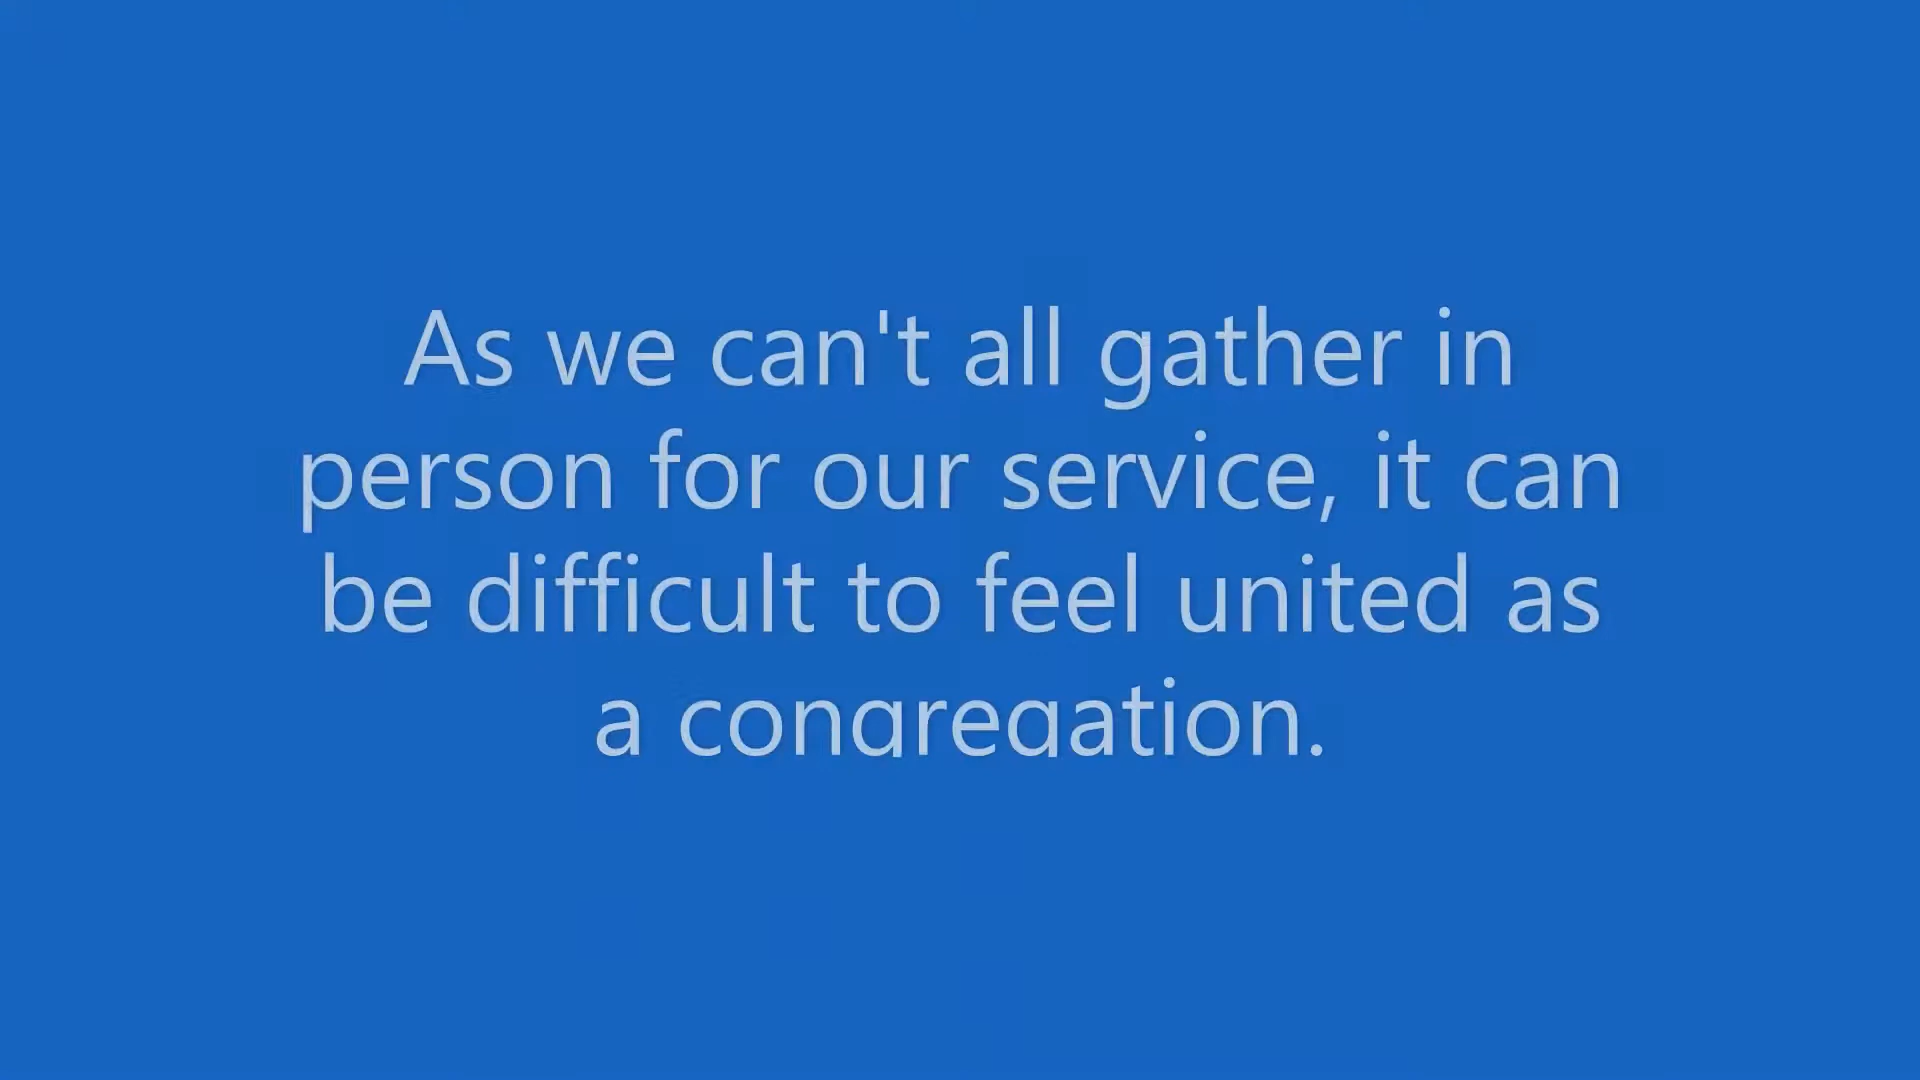 As we can't all gather in
person for our service, it can
be difficult to feel united as
a congregation.